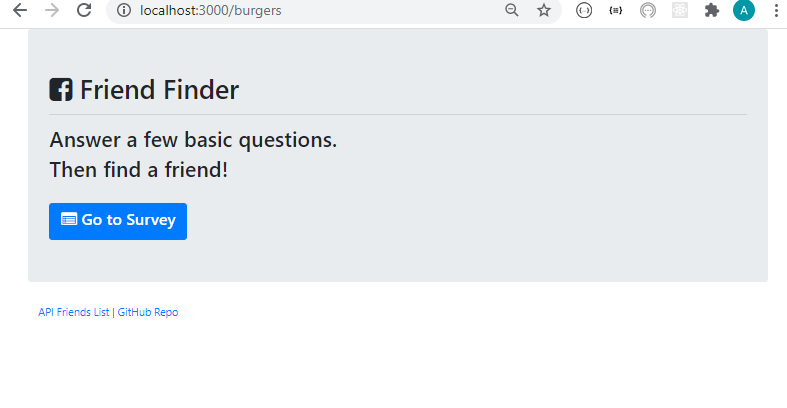 localhost:3000/burgers
A
Friend Finder
Answer a few basic questions.
Then find a friend!
Go to Survey
API Friends List | GitHub Repo